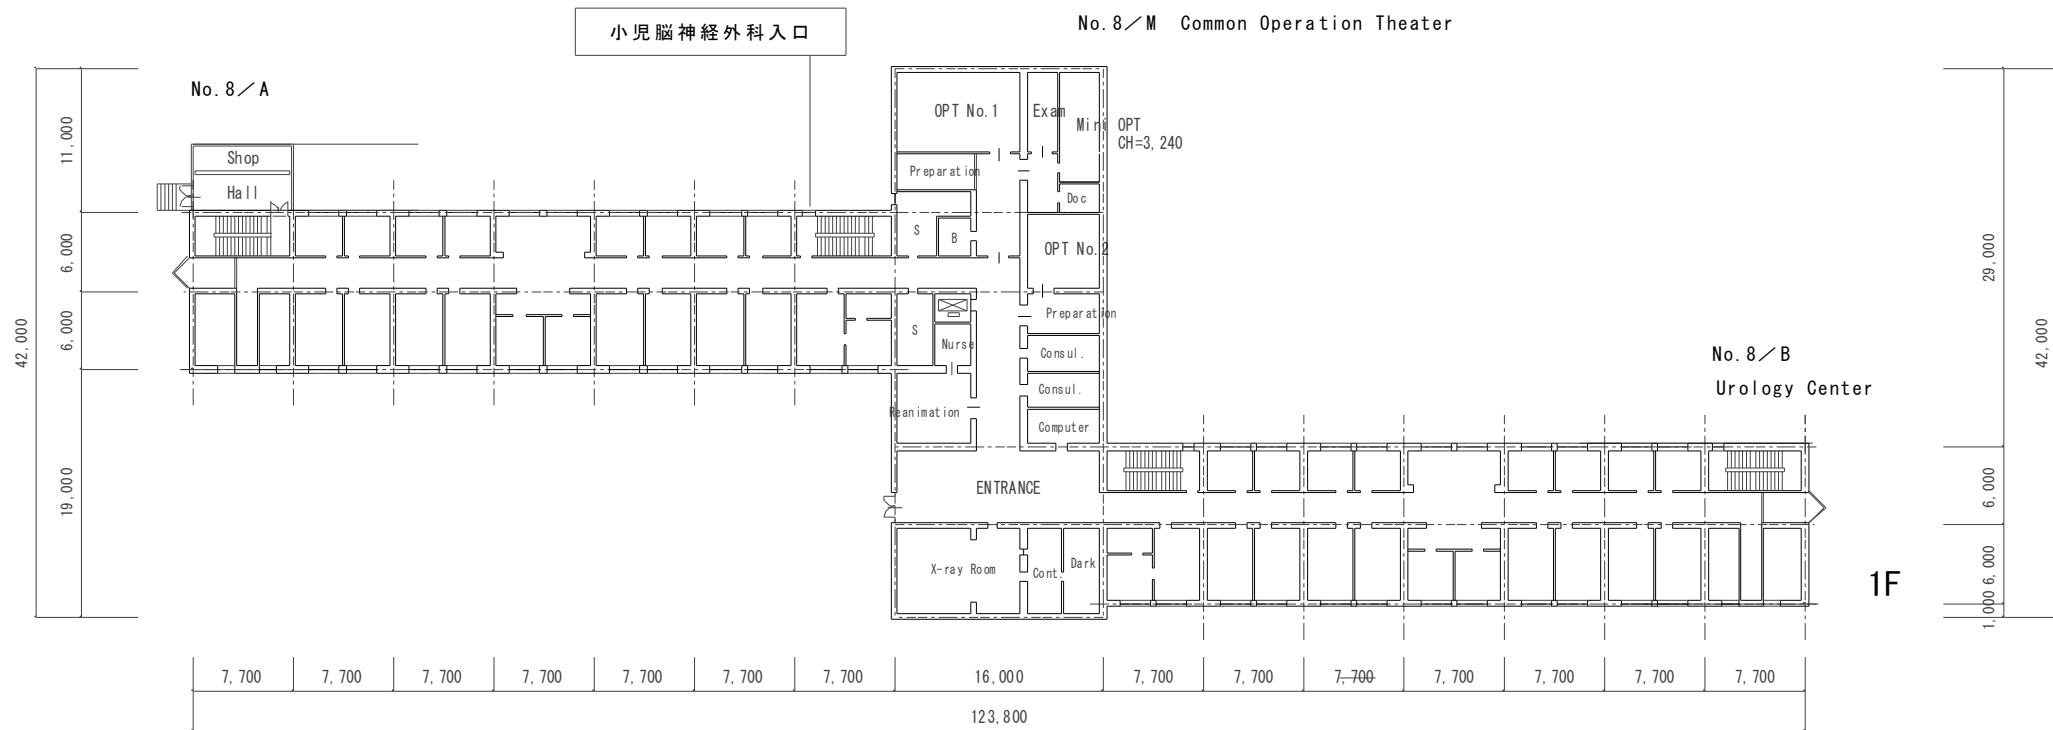 小児脳神経外科入口
No.8／M Common Operation Theater
No.8／A
OPT No.1
Exam
Mini OPT
CH=3,240
Shop
Hall
Preparation
Doc
S
B
OPT No.2
Preparation
S
Nurse
Consul.
Consul.
Reanimation
Computer
No.8／B
Urology Center
ENTRANCE
X-ray Room
Cont.
Dark
1F
42,000
11,000
6,000
6,000
19,000
29,000
6,000
6,000
1,000
42,000
7,700
7,700
7,700
7,700
7,700
7,700
7,700
16,000
7,700
7,700
7,700
7,700
7,700
7,700
7,700
123,800